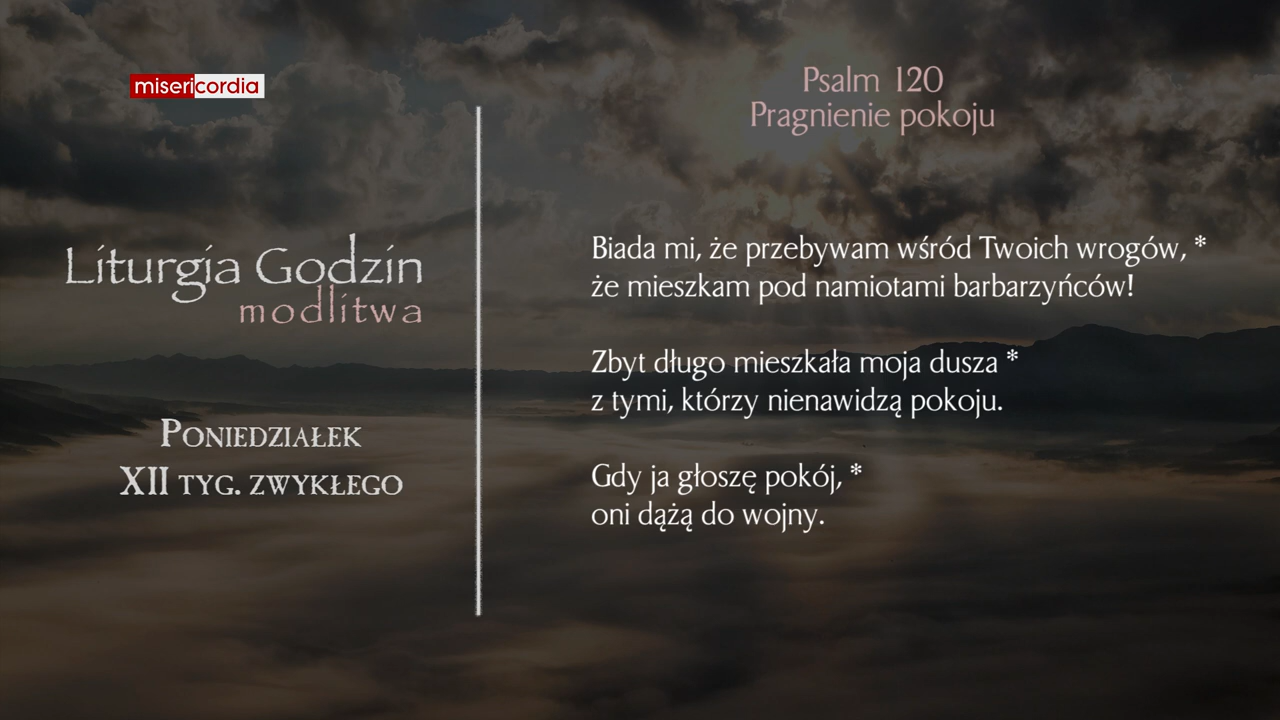 misericordia
Liturgia Godzin
modlitwa
Poniedziałek
XII tyg. zwykłego
Psalm 120
Pragnienie pokoju
Biada mi, że przebywam wśród Twoich wrogów, *
że mieszkam pod namiotami barbarzyńców!
Zbyt długo mieszkała moja dusza *
z tymi, którzy nienawidzą pokoju.
Gdy ja głoszę pokój, *
oni dążą do wojny.